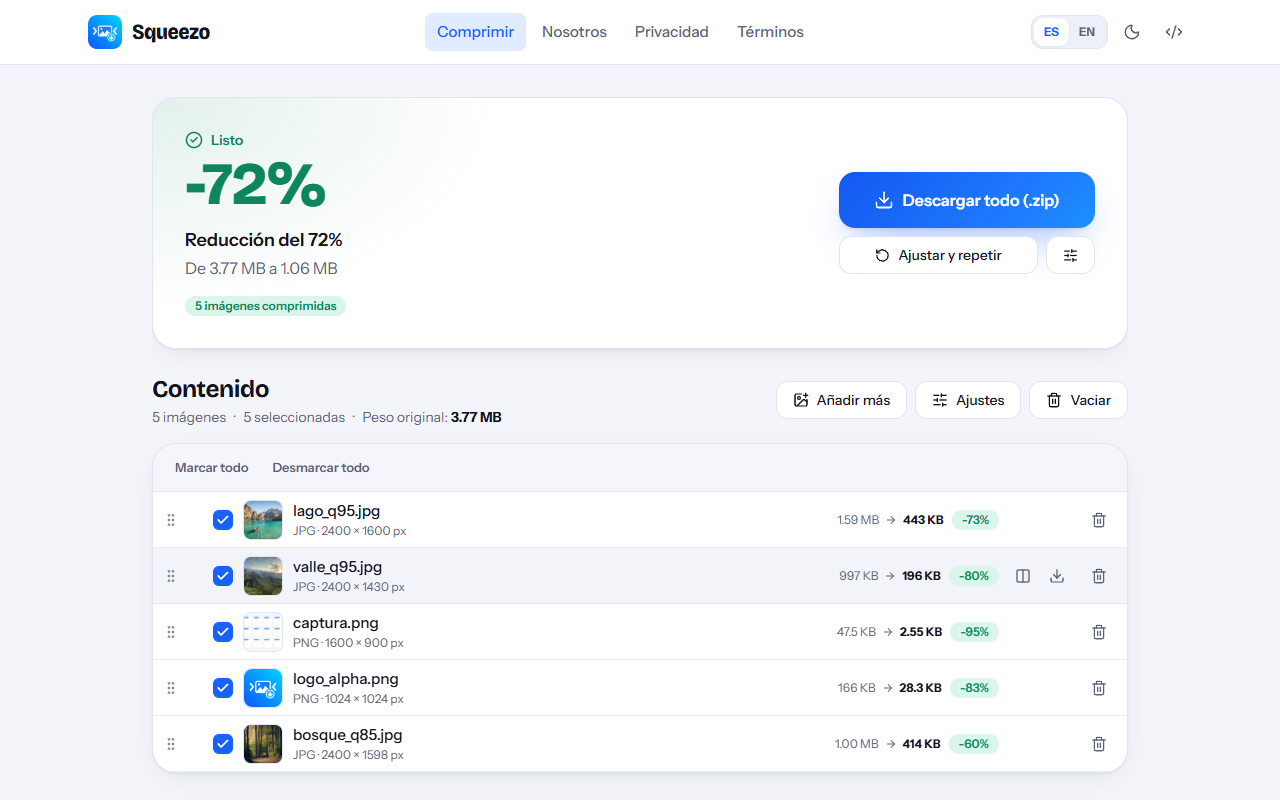 Squeezo
Comprimir Nosotros Privacidad Términos
ES EN
Listo
-72%
Reducción del 72%
De 3.77 MB a 1.06 MB
5 imágenes comprimidas
Descargar todo (.zip)
Ajustar y repetir
Contenido
5 imágenes · 5 seleccionadas · Peso original: 3.77 MB
Añadir más Ajustes Vaciar
Marcar todo Desmarcar todo
lago_q95.jpg
JPG · 2400 × 1600 px
1.59 MB → 443 KB -73%
valle_q95.jpg
JPG · 2400 × 1430 px
997 KB → 196 KB -80%
captura.png
PNG · 1600 × 900 px
47.5 KB → 2.55 KB -95%
logo_alpha.png
PNG · 1024 × 1024 px
166 KB → 28.3 KB -83%
bosque_q85.jpg
JPG · 2400 × 1598 px
1.00 MB → 414 KB -60%